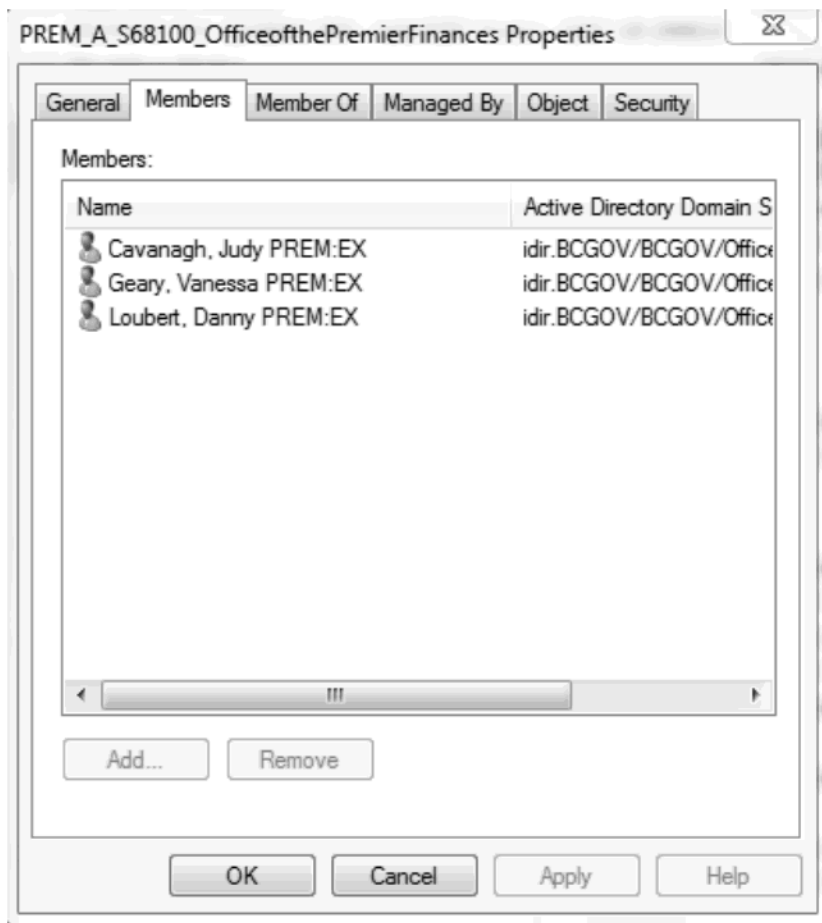 PREM_A_S68100_OfficeofthePremierFinances Properties
General Members Member Of Managed By Object Security
Members:
Name Active Directory Domain S
Cavanagh, Judy PREM:EX idir.BCGOV/BCGOV/Office
Geary, Vanessa PREM:EX idir.BCGOV/BCGOV/Office
Loubert, Danny PREM:EX idir.BCGOV/BCGOV/Office
Add... Remove
OK Cancel Apply Help